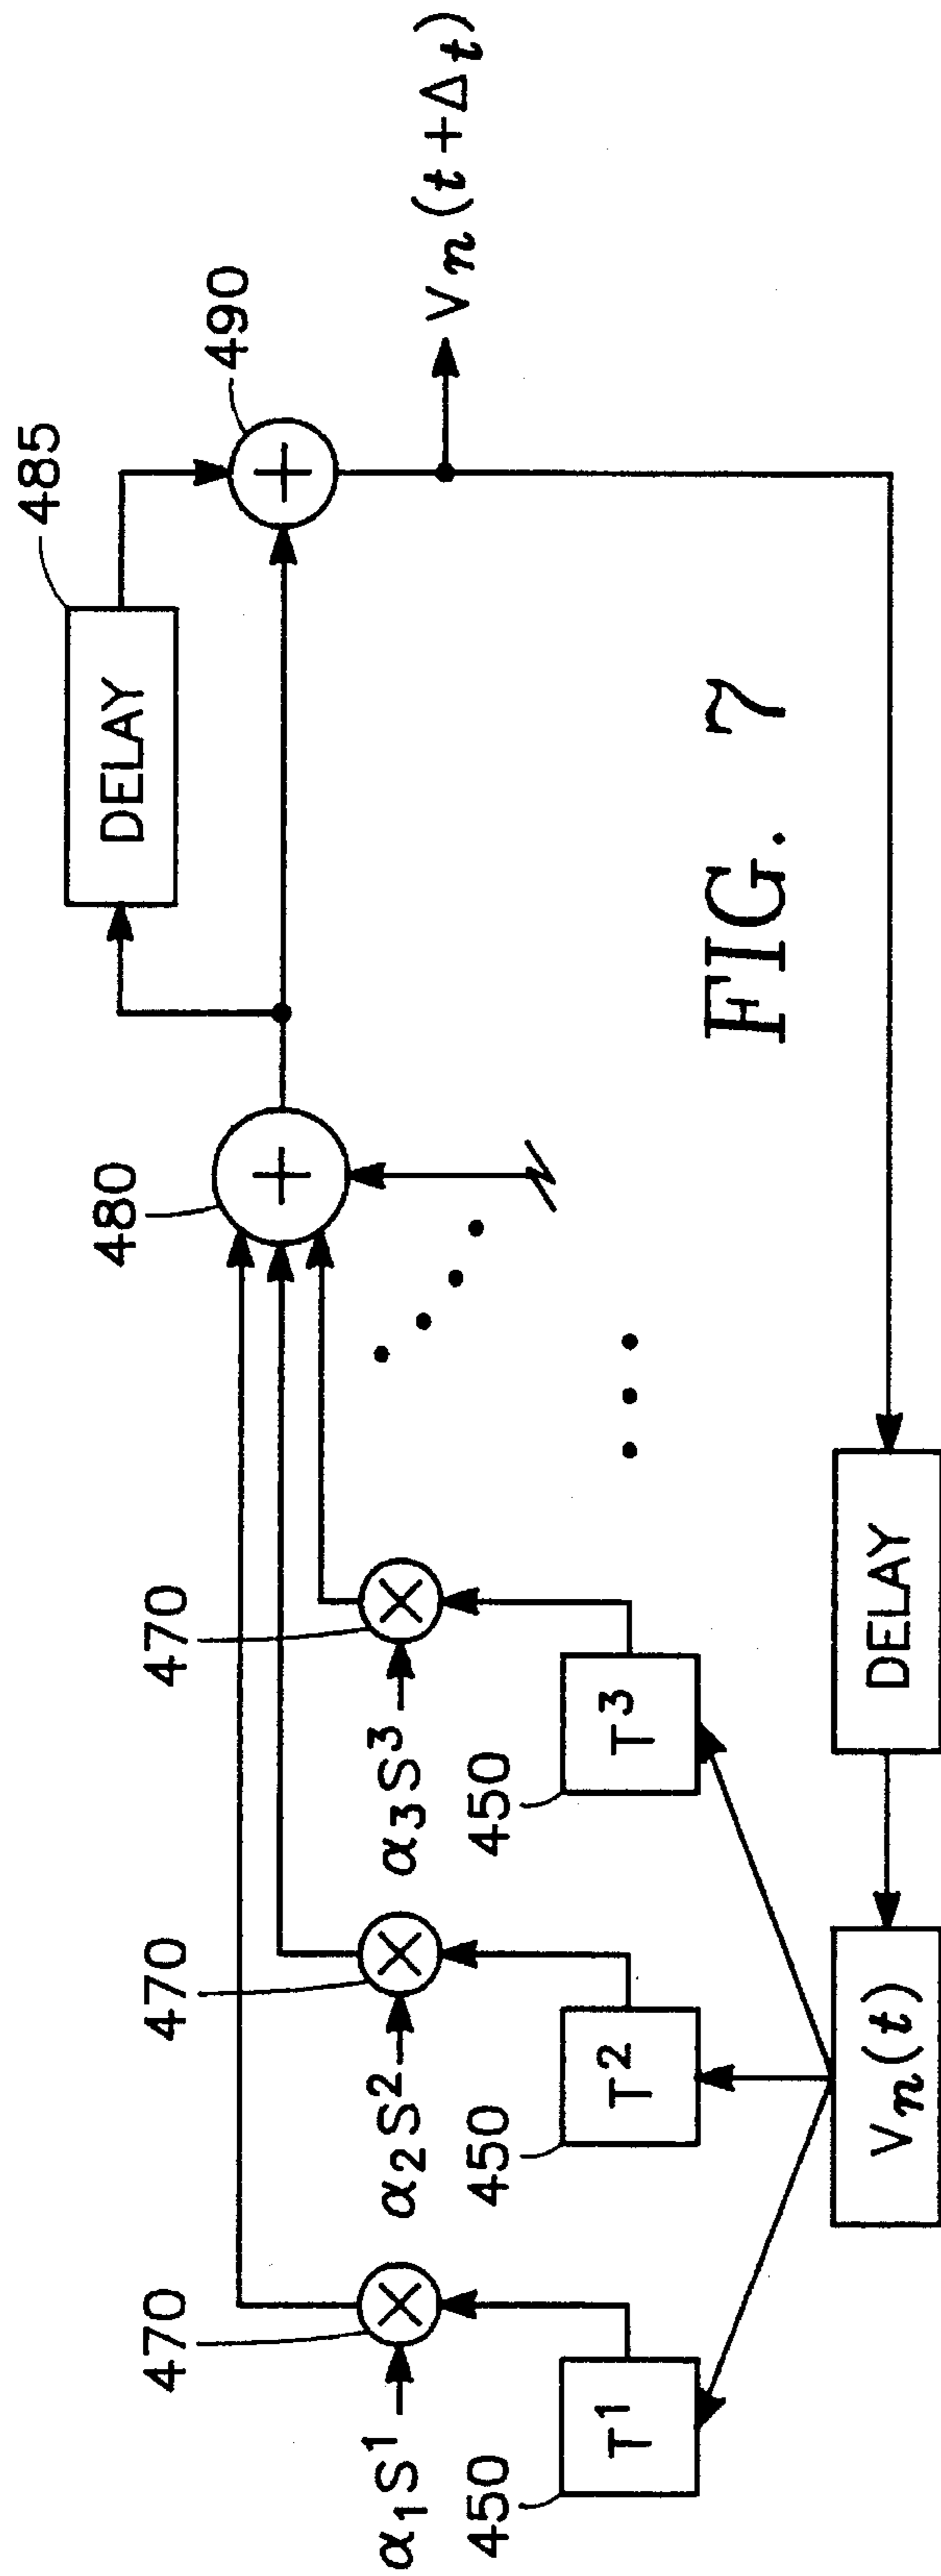 485
DELAY
490
480
V n (t + Δt)
470
470
470
α1S¹
α2S²
α3S³
450
450
450
T¹
T²
T³
Vn(t)
DELAY
FIG. 7